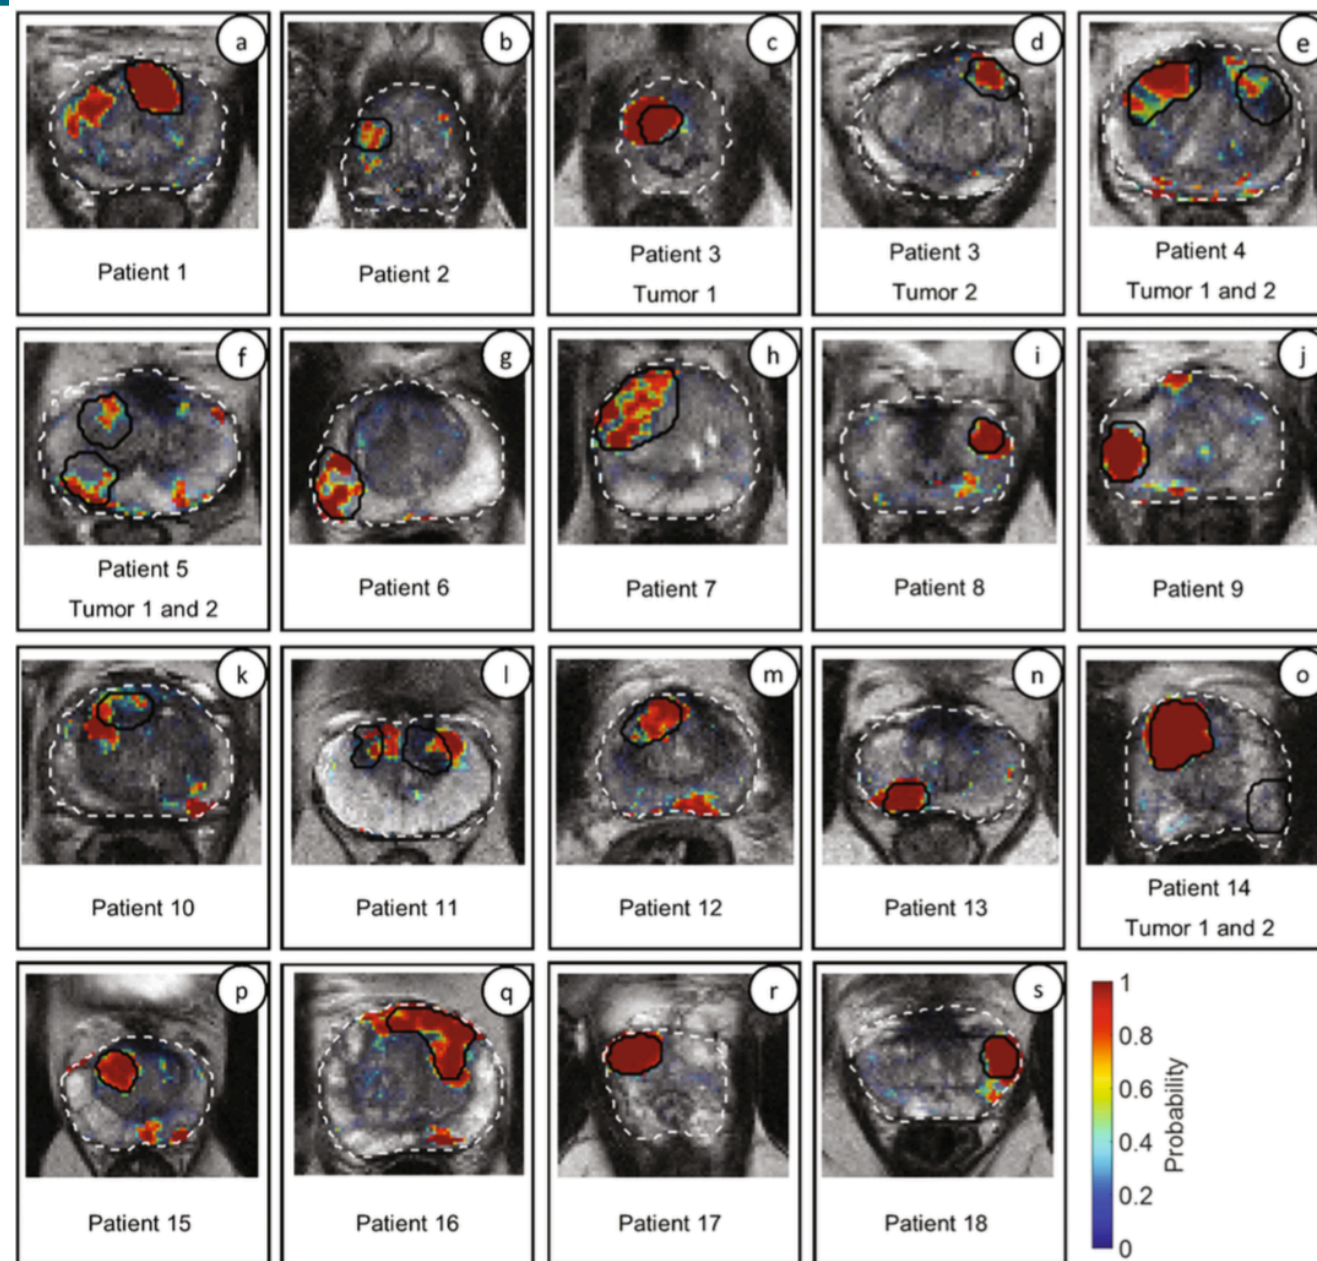 a
b
c
d
e
Patient 1
Patient 2
Patient 3
Tumor 1
Patient 3
Tumor 2
Patient 4
Tumor 1 and 2
f
g
h
i
j
Patient 5
Tumor 1 and 2
Patient 6
Patient 7
Patient 8
Patient 9
k
l
m
n
o
Patient 10
Patient 11
Patient 12
Patient 13
Patient 14
Tumor 1 and 2
p
q
r
s
Patient 15
Patient 16
Patient 17
Patient 18
1
0.8
0.6
0.4
0.2
0
Probability